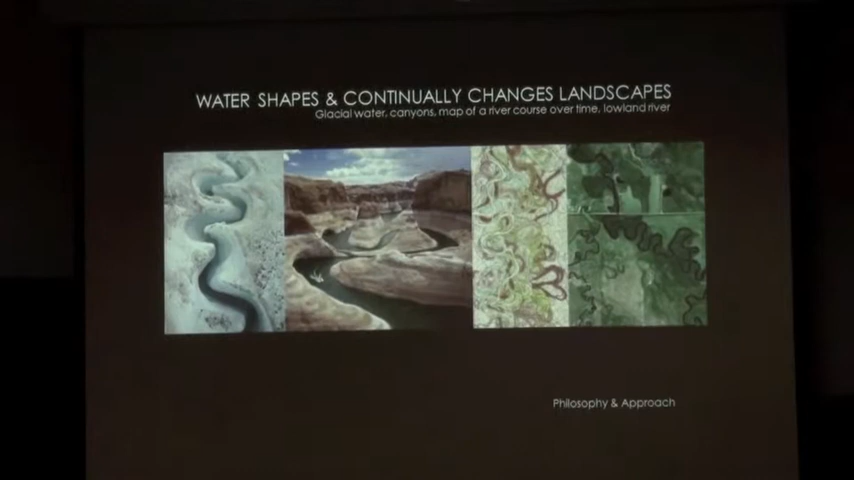 WATER SHAPES & CONTINUALLY CHANGES LANDSCAPES
Glacial water, canyons, map of a river course over time, lowland river
Philosophy & Approach